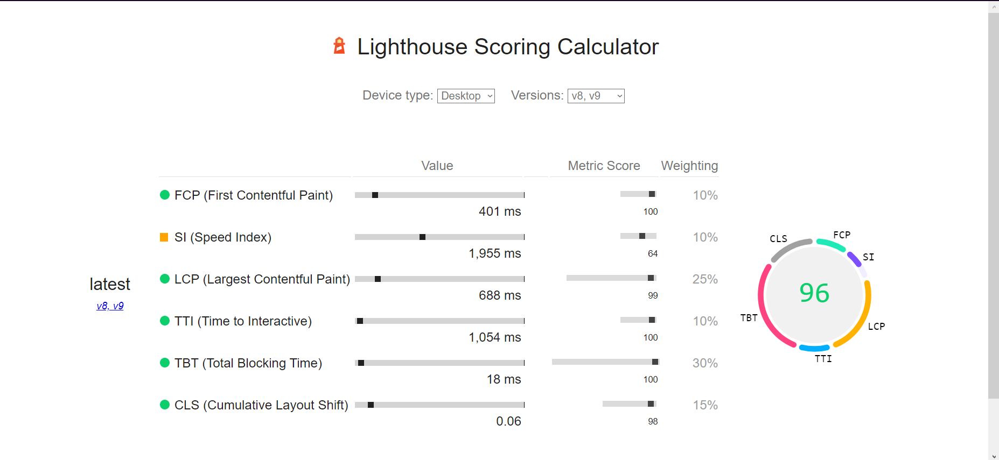 Lighthouse Scoring Calculator
Device type: Desktop Versions: v8, v9
Value Metric Score Weighting
FCP (First Contentful Paint) 10%
401 ms 100
SI (Speed Index) 10%
1,955 ms 64
latest
v8, v9
LCP (Largest Contentful Paint) 25%
688 ms 99
TTI (Time to Interactive) 10%
1,054 ms 100
TBT (Total Blocking Time) 30%
18 ms 100
CLS (Cumulative Layout Shift) 15%
0.06 98
CLS
FCP
SI
96
TBT
LCP
TTI